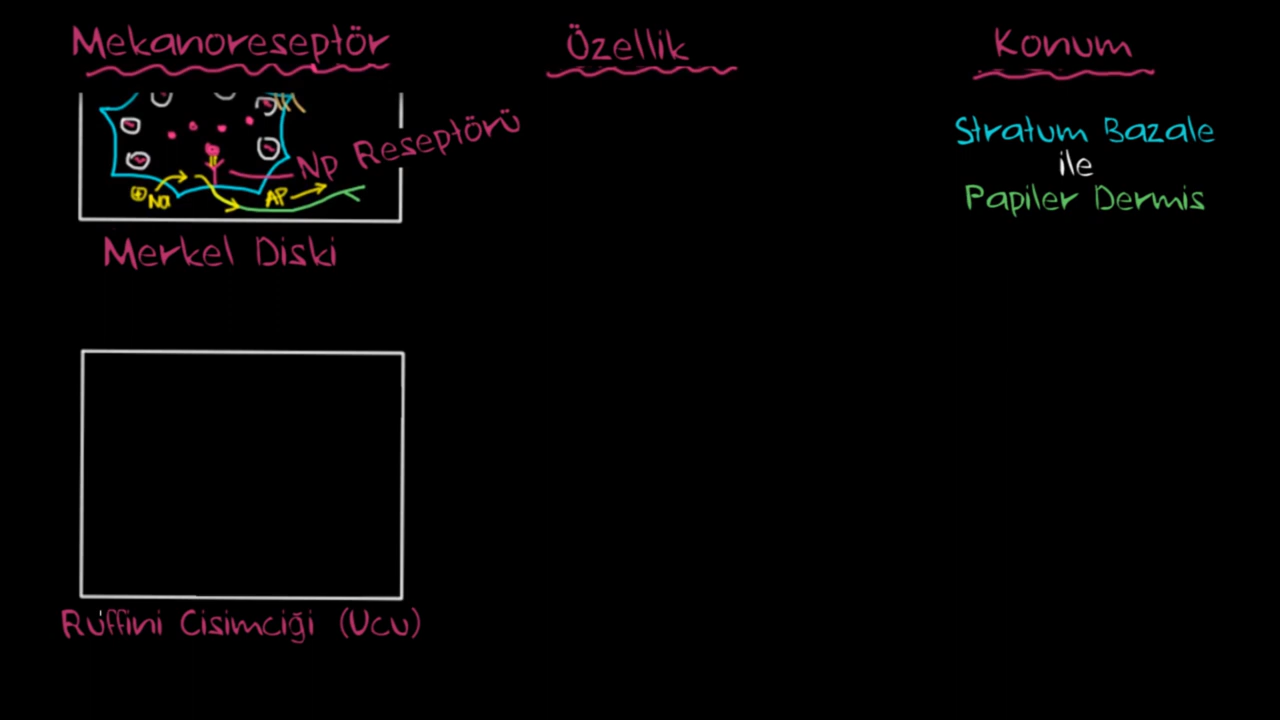 Mekanoreseptör
Özellik
Konum
Np Reseptörü
+ Na
AP
Merkel Diski
Stratum Bazale
ile
Papiler Dermis
Ruffini Cisimciği (Ucu)